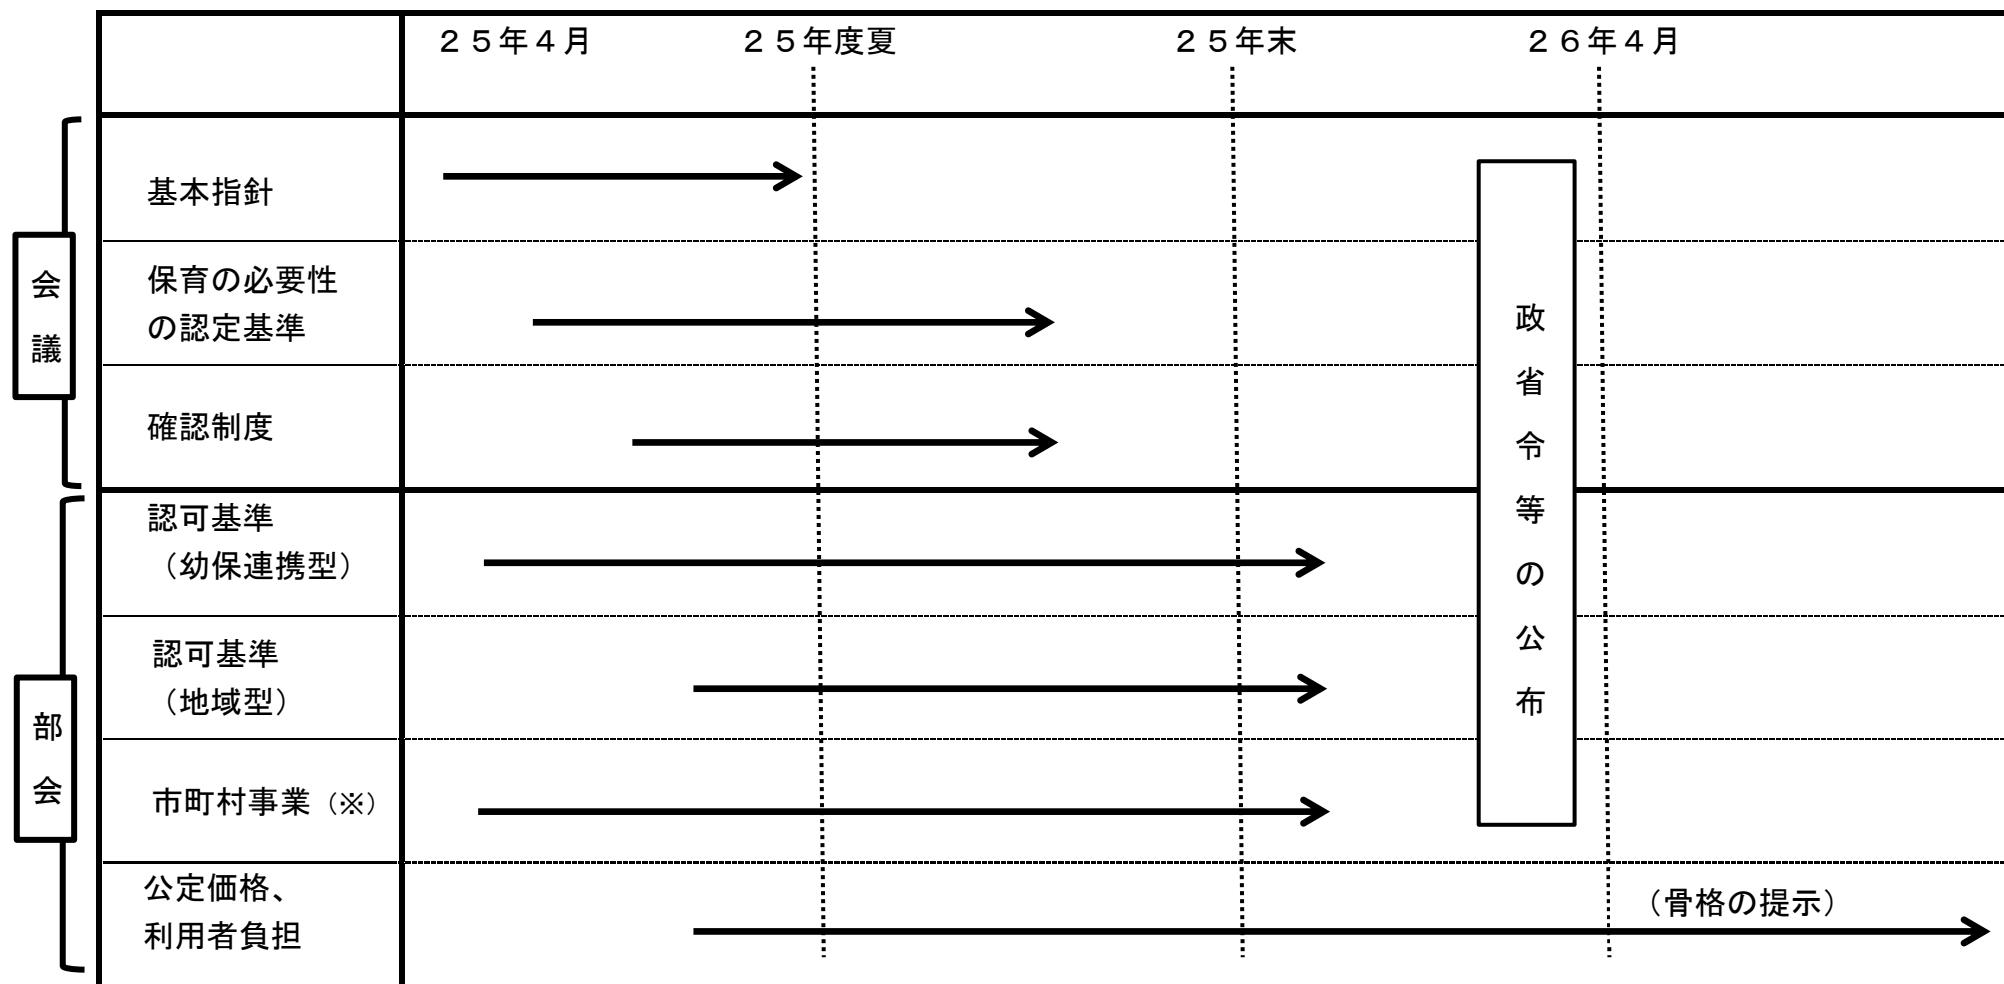 ２５年４月
２５年度夏
２５年末
２６年４月
会議
基本指針
保育の必要性
の認定基準
確認制度
部会
認可基準
（幼保連携型）
認可基準
（地域型）
市町村事業（※）
公定価格、
利用者負担
政省令等の公布
（骨格の提示）